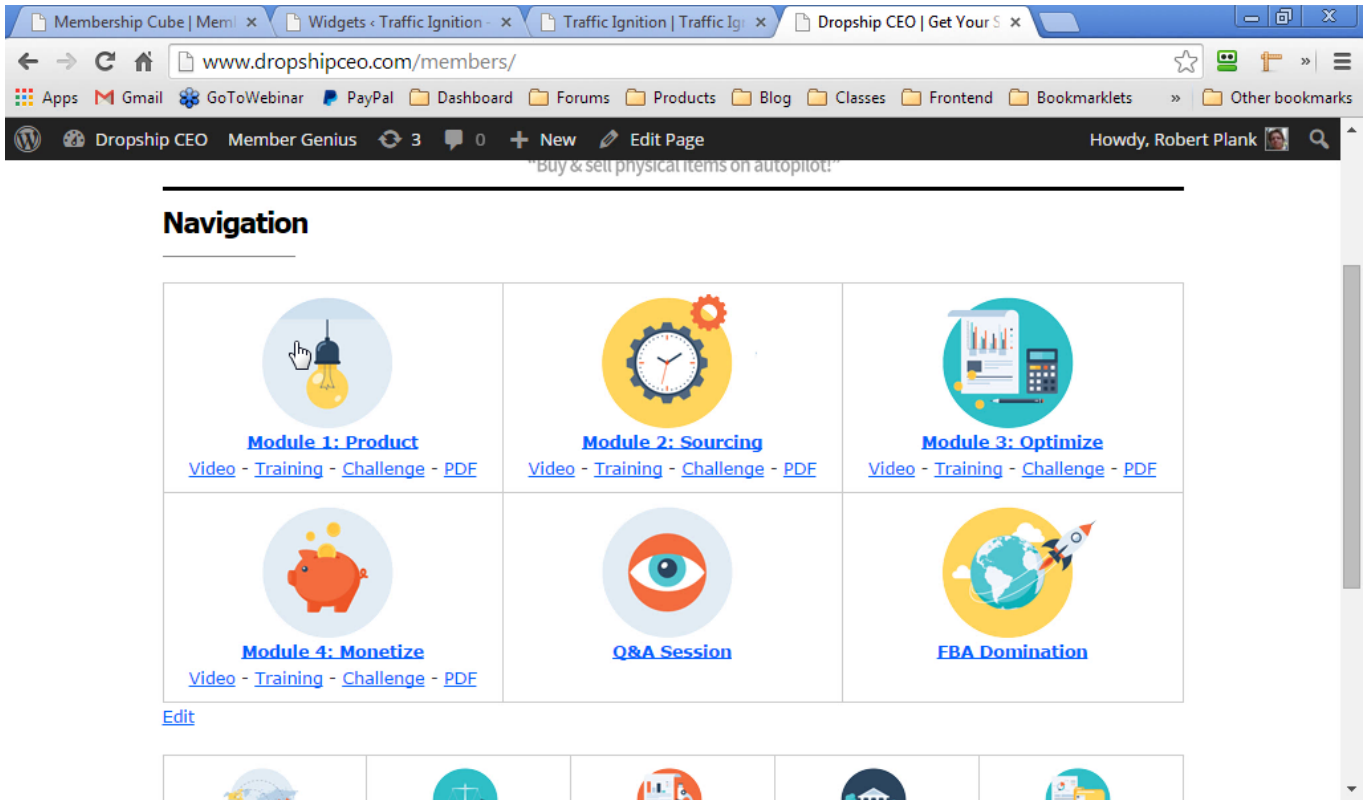 Membership Cube | Mem
Widgets ‹ Traffic Ignition -
Traffic Ignition | Traffic Ig
Dropship CEO | Get Your S
www.dropshipceo.com/members/
Apps Gmail GoToWebinar PayPal Dashboard Forums Products Blog Classes Frontend Bookmarklets » Other bookmarks
Dropship CEO Member Genius 3 0 + New Edit Page Howdy, Robert Plank
"Buy & sell physical items on autopilot!"
Navigation
Module 1: Product
Video - Training - Challenge - PDF
Module 2: Sourcing
Video - Training - Challenge - PDF
Module 3: Optimize
Video - Training - Challenge - PDF
Module 4: Monetize
Video - Training - Challenge - PDF
Q&A Session
FBA Domination
Edit